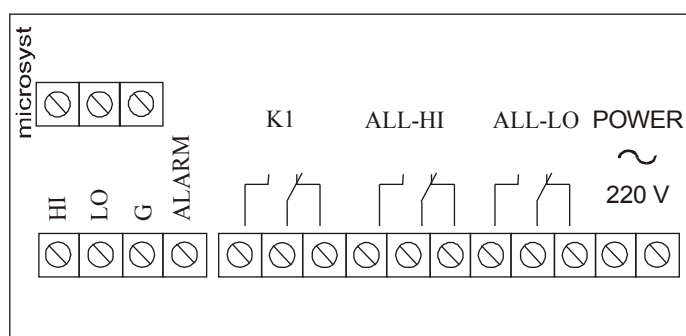 microsyst
K1 ALL-HI ALL-LO POWER
~
220 V
HI LO G ALARM